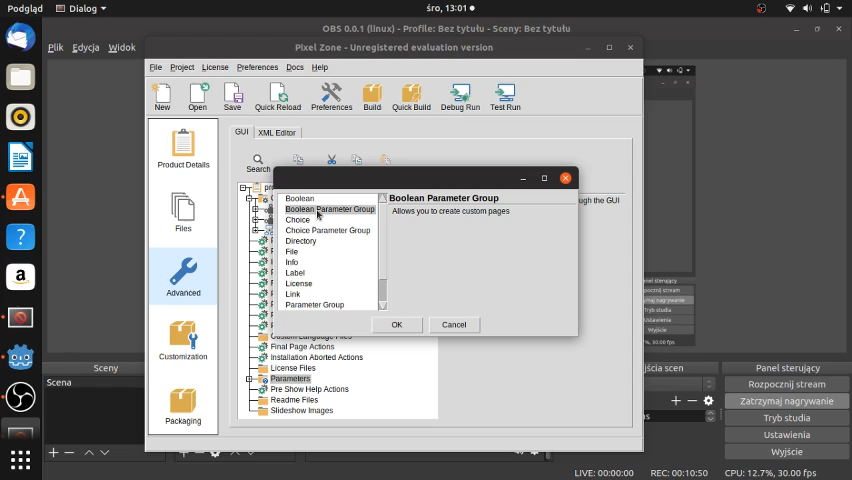 Podgląd Dialog śro, 13:01
OBS 0.0.1 (linux) - Profile: Bez tytułu - Sceny: Bez tytułu
Plik Edycja Widok
Pixel Zone - Unregistered evaluation version
File Project License Preferences Docs Help
New Open Save Quick Reload Preferences Build Quick Build Debug Run Test Run
GUI XML Editor
Product Details
Files
Advanced
Customization
Packaging
Search
Boolean
Boolean Parameter Group
Choice
Choice Parameter Group
Directory
File
Info
Label
License
Link
Parameter Group
Boolean Parameter Group
Allows you to create custom pages
OK Cancel
ugh the GUI
Final Page Actions
Installation Aborted Actions
License Files
Parameters
Pre Show Help Actions
Readme Files
Slideshow Images
Sceny
Scena
jścia scen
Panel sterujący
Rozpocznij stream
Zatrzymaj nagrywanie
Tryb studia
Ustawienia
Wyjście
LIVE: 00:00:00 REC: 00:10:50 CPU: 12.7%, 30.00 fps